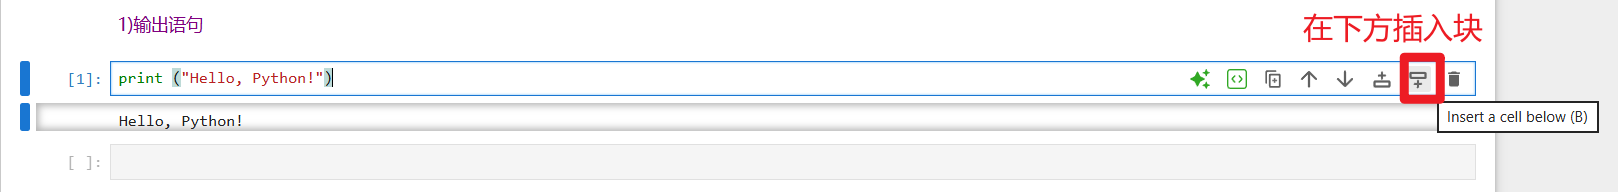 1)输出语句
在下方插入块
[1]: print ("Hello, Python!")
Insert a cell below (B)
Hello, Python!
[ ]: